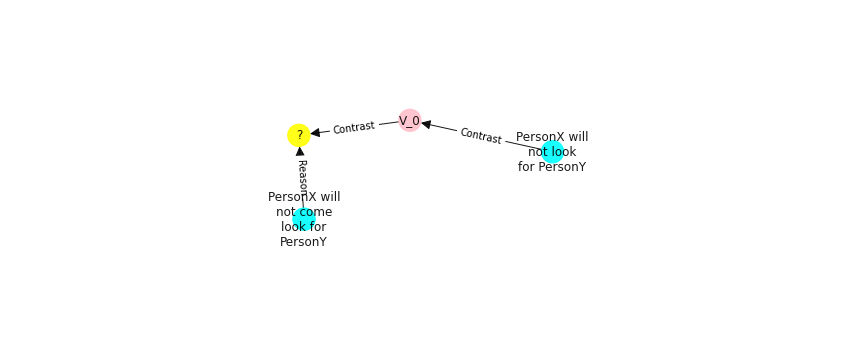 V_0
Contrast
?
Contrast
PersonX will
not look
for PersonY
Reason
PersonX will
not come
look for
PersonY